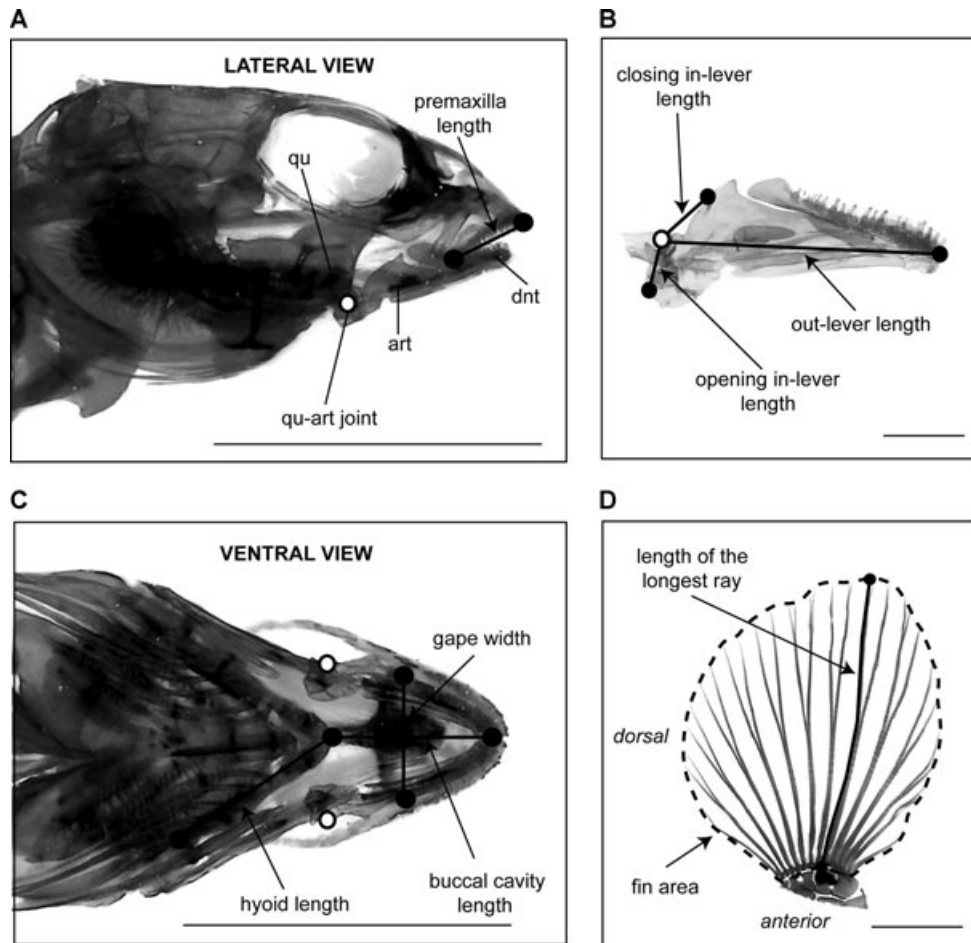 A
LATERAL VIEW
premaxilla
length
qu
dnt
art
qu-art joint
B
closing in-lever
length
out-lever length
opening in-lever
length
C
VENTRAL VIEW
gape width
buccal cavity
length
hyoid length
D
length of the
longest ray
dorsal
fin area
anterior